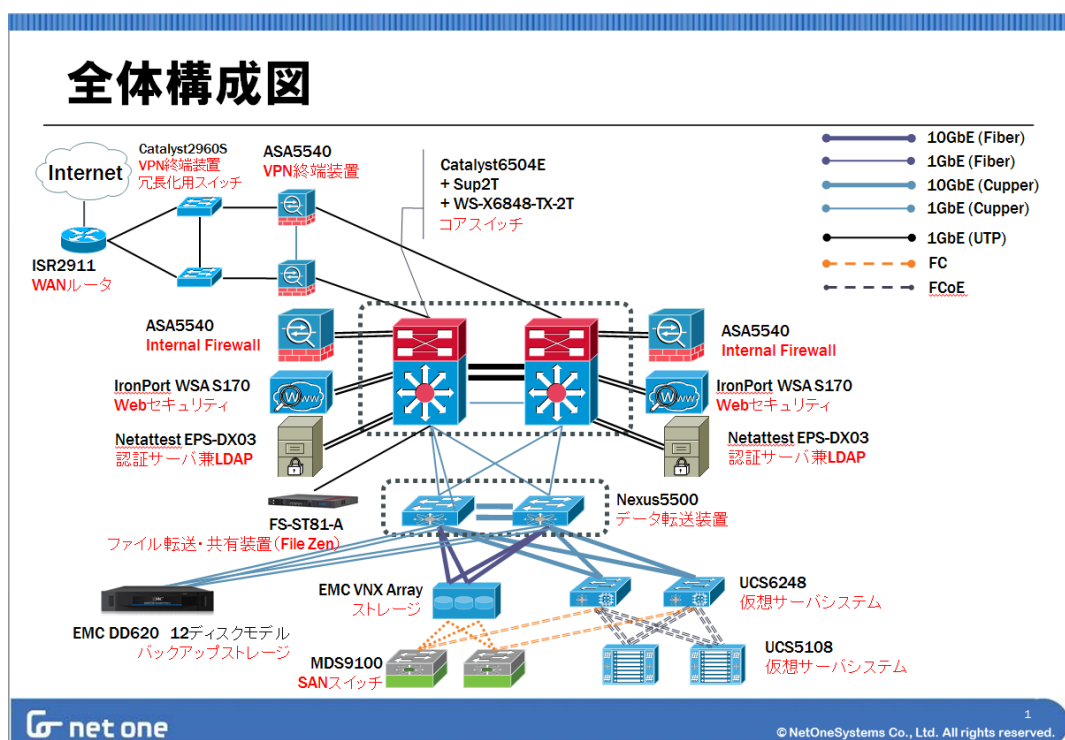 全体構成図
Internet
Catalyst2960S
VPN終端装置
冗長化用スイッチ
ASA5540
VPN終端装置
Catalyst6504E
+ Sup2T
+ WS-X6848-TX-2T
コアスイッチ
10GbE (Fiber)
1GbE (Fiber)
10GbE (Cupper)
1GbE (Cupper)
1GbE (UTP)
FC
FCoE
ISR2911
WANルータ
ASA5540
Internal Firewall
ASA5540
Internal Firewall
IronPort WSA S170
Webセキュリティ
Www
Www
IronPort WSA S170
Webセキュリティ
Netattest EPS-DX03
認証サーバ兼LDAP
Netattest EPS-DX03
認証サーバ兼LDAP
FS-ST81-A
ファイル転送・共有装置(File Zen)
Nexus5500
データ転送装置
EMC VNX Array
ストレージ
UCS6248
仮想サーバシステム
EMC DD620 12ディスクモデル
バックアップストレージ
MDS9100
SANスイッチ
UCS5108
仮想サーバシステム
net one
1
© NetOneSystems Co., Ltd. All rights reserved.